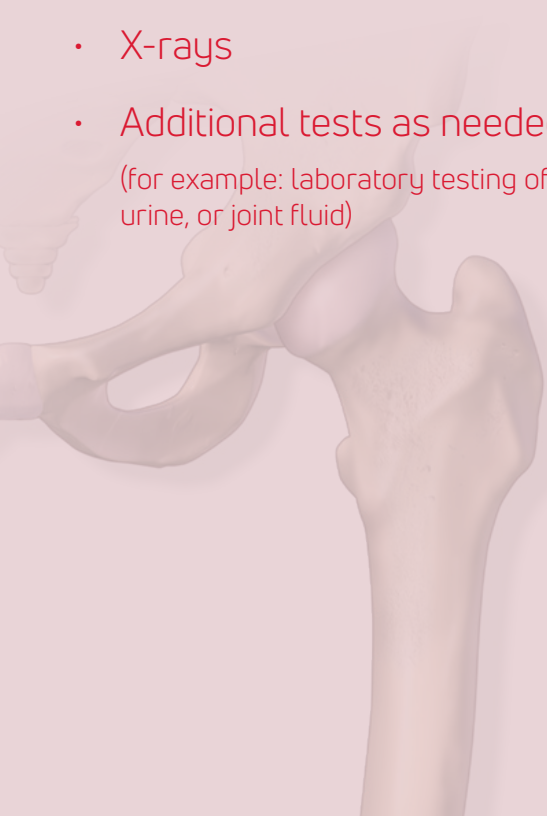 • X-rays
• Additional tests as neede
(for example: laboratory testing of
urine, or joint fluid)